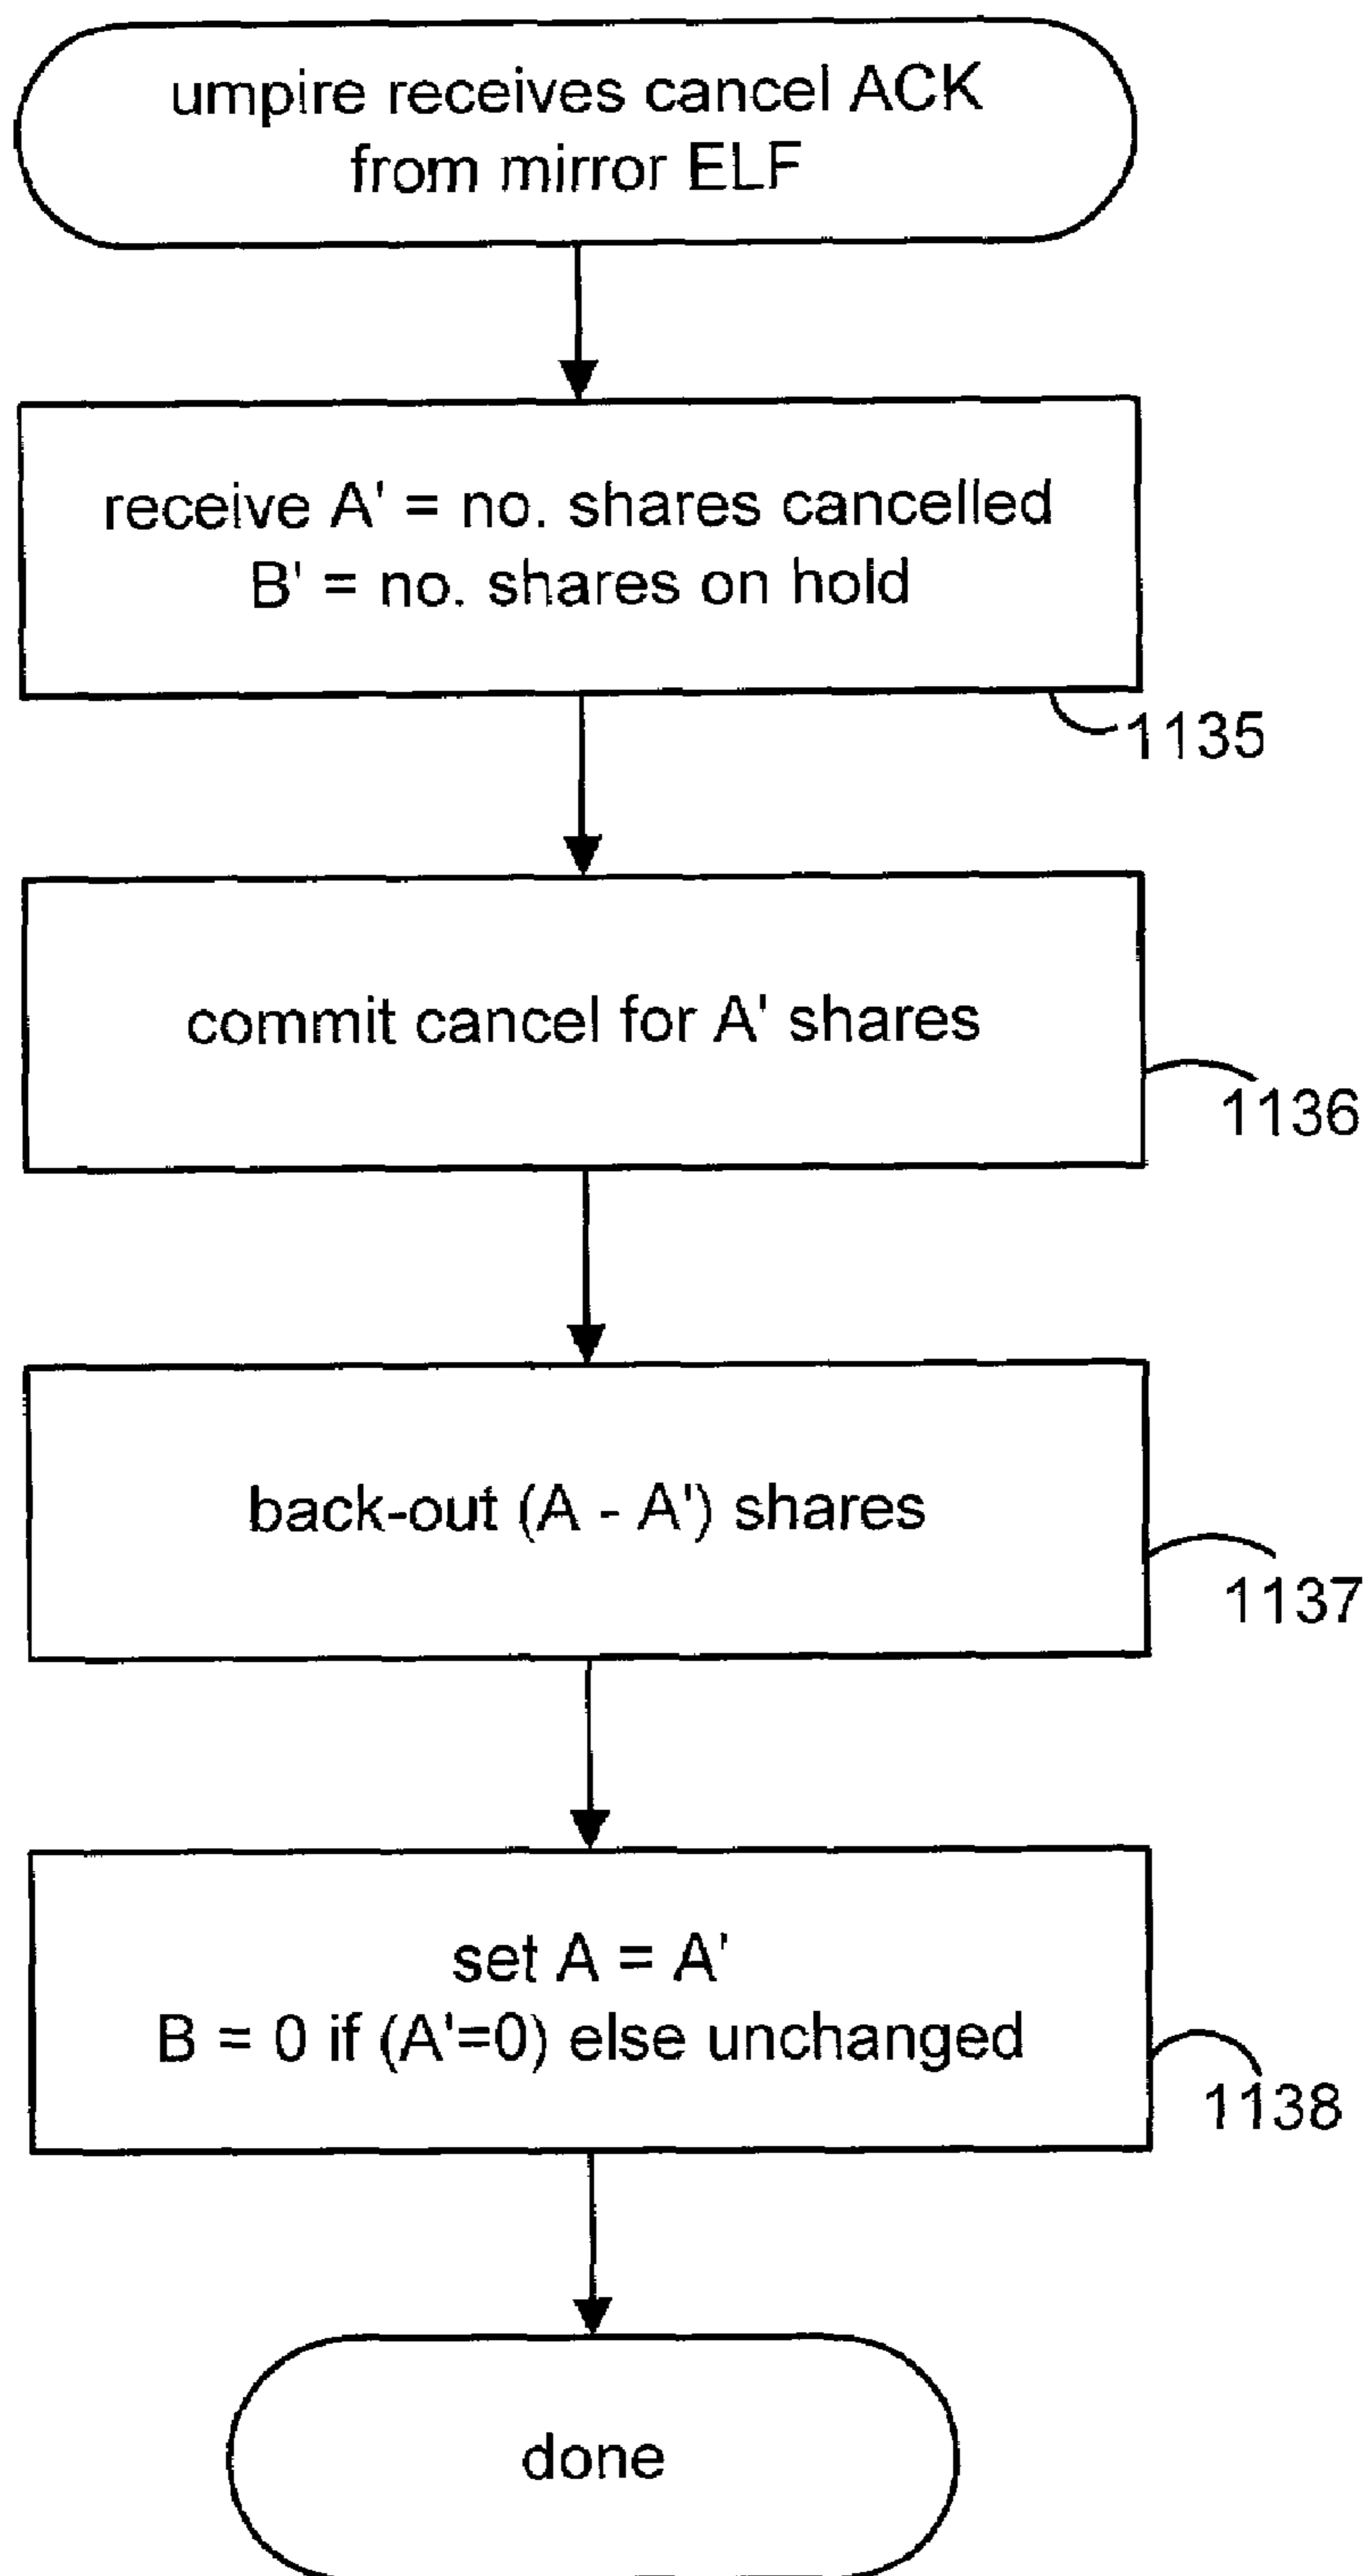 umpire receives cancel ACK
from mirror ELF
receive A' = no. shares cancelled
B' = no. shares on hold
1135
commit cancel for A' shares
1136
back-out (A - A') shares
1137
set A = A'
B = 0 if (A'=0) else unchanged
1138
done